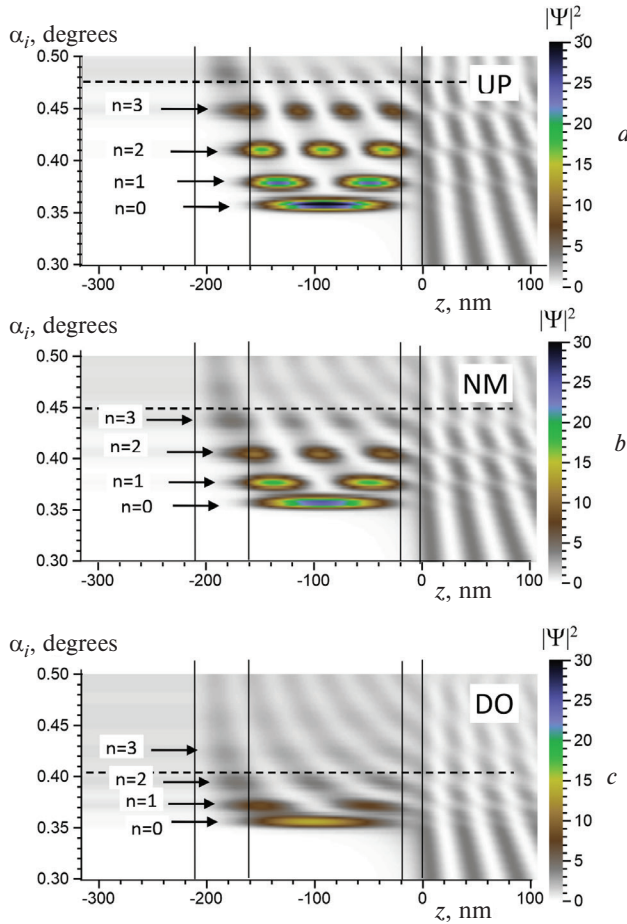 αi, degrees
|Ψ|2
0.50
0.45
0.40
0.35
0.30
n=3
n=2
n=1
n=0
UP
30
25
20
15
10
5
0
a
-300
-200
-100
0
100
z, nm
αi, degrees
|Ψ|2
0.50
0.45
0.40
0.35
0.30
n=3
n=2
n=1
n=0
NM
30
25
20
15
10
5
0
b
-300
-200
-100
0
100
z, nm
αi, degrees
|Ψ|2
0.50
0.45
0.40
0.35
0.30
n=3
n=2
n=1
n=0
DO
30
25
20
15
10
5
0
c
-300
-200
-100
0
100
z, nm